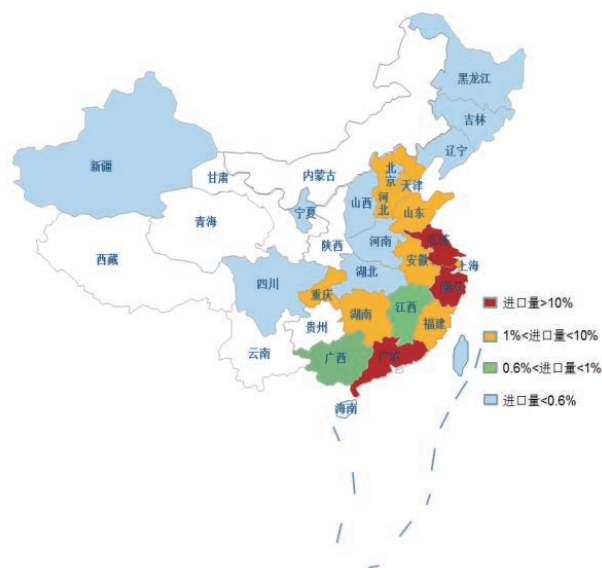 黑龙江
吉林
辽宁
新疆
甘肃
内蒙古
北京
天津
河北
山西
宁夏
山东
青海
陕西
河南
江苏
西藏
安徽
上海
四川
湖北
重庆
浙江
湖南
江西
贵州
福建
云南
广西
广东
海南
进口量>10%
1%<进口量<10%
0.6%<进口量<1%
进口量<0.6%